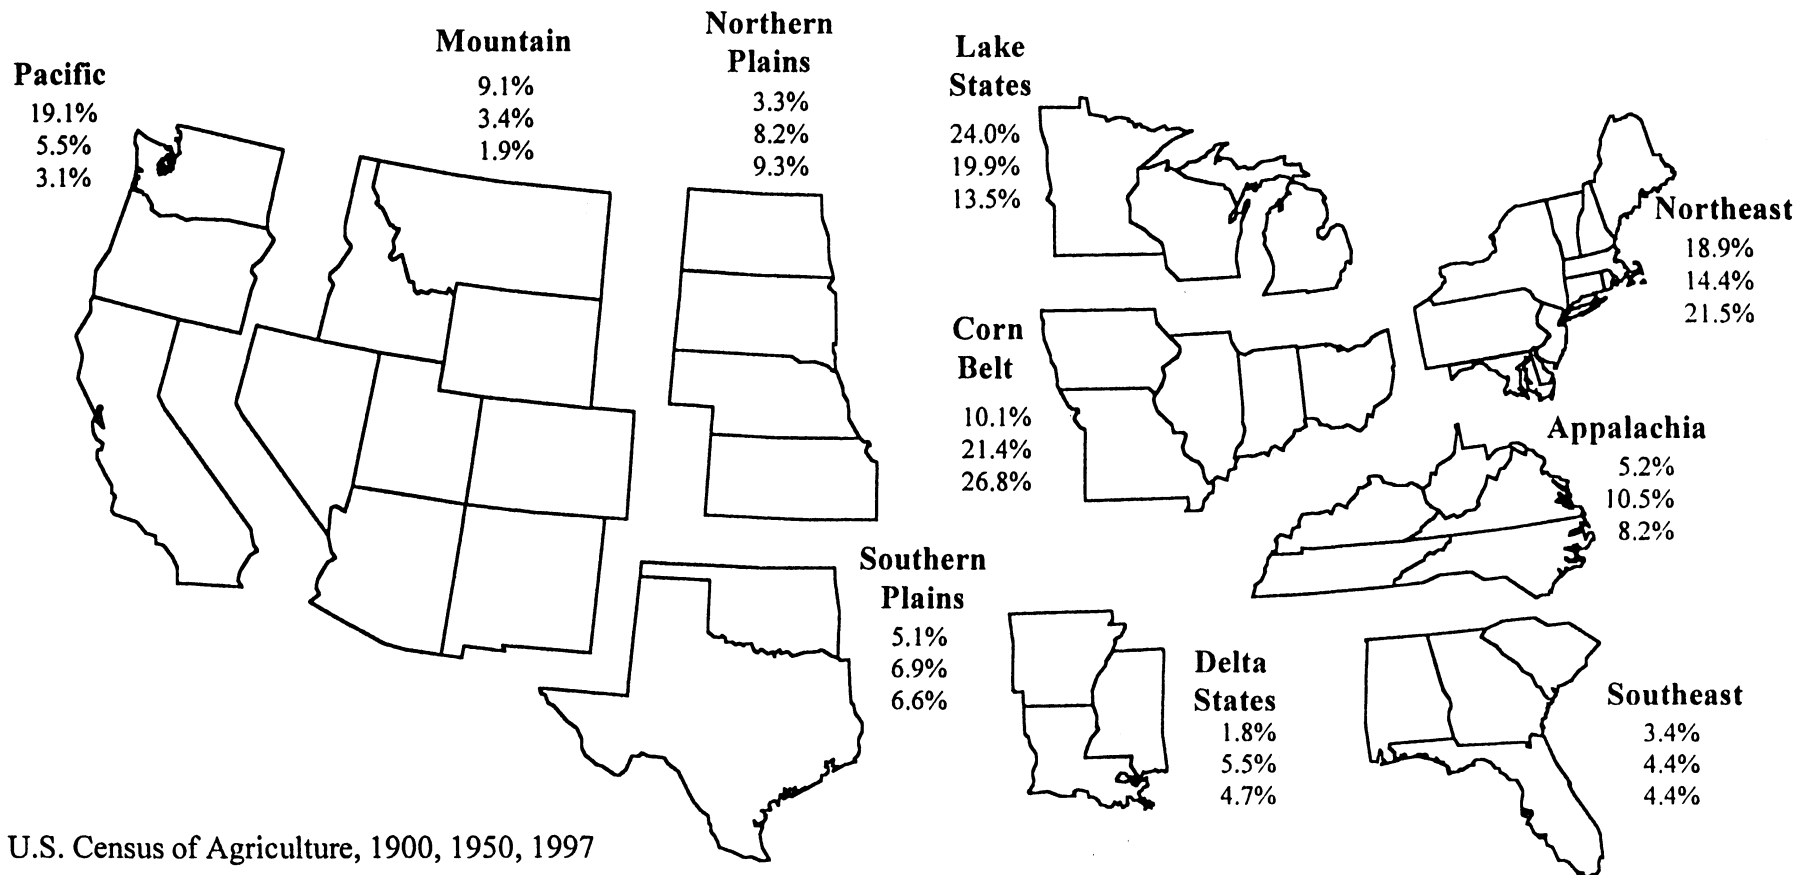 Pacific
19.1%
5.5%
3.1%
Mountain
9.1%
3.4%
1.9%
Northern
Plains
3.3%
8.2%
9.3%
Lake
States
24.0%
19.9%
13.5%
Northeast
18.9%
14.4%
21.5%
Corn
Belt
10.1%
21.4%
26.8%
Appalachia
5.2%
10.5%
8.2%
Southern
Plains
5.1%
6.9%
6.6%
Delta
States
1.8%
5.5%
4.7%
Southeast
3.4%
4.4%
4.4%
U.S. Census of Agriculture, 1900, 1950, 1997